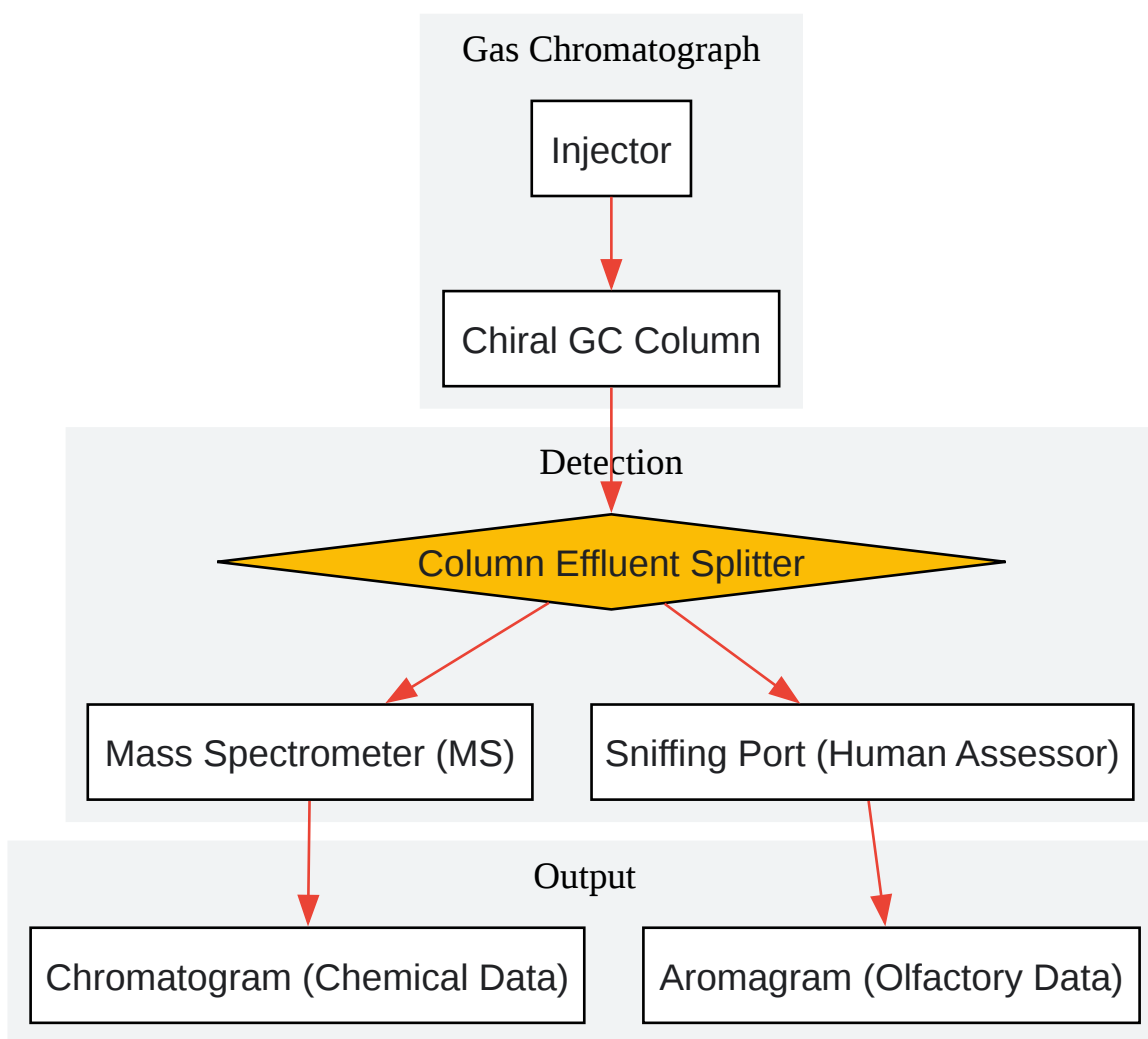 Gas Chromatograph
Injector
Chiral GC Column
Detection
Column Effluent Splitter
Mass Spectrometer (MS)
Sniffing Port (Human Assessor)
Output
Chromatogram (Chemical Data)
Aromagram (Olfactory Data)